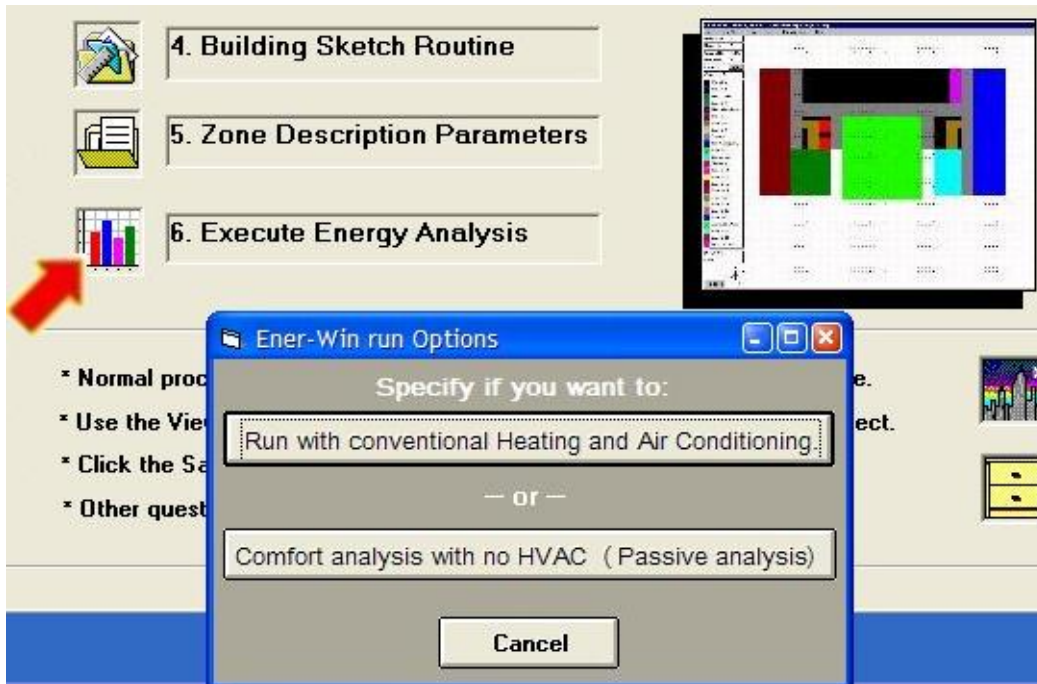 4. Building Sketch Routine
5. Zone Description Parameters
6. Execute Energy Analysis
Ener-Win run Options
* Normal proc
e.
Specify if you want to:
* Use the Vie
ect.
Run with conventional Heating and Air Conditioning.
* Click the Sa
— or —
* Other quest
Comfort analysis with no HVAC ( Passive analysis)
Cancel